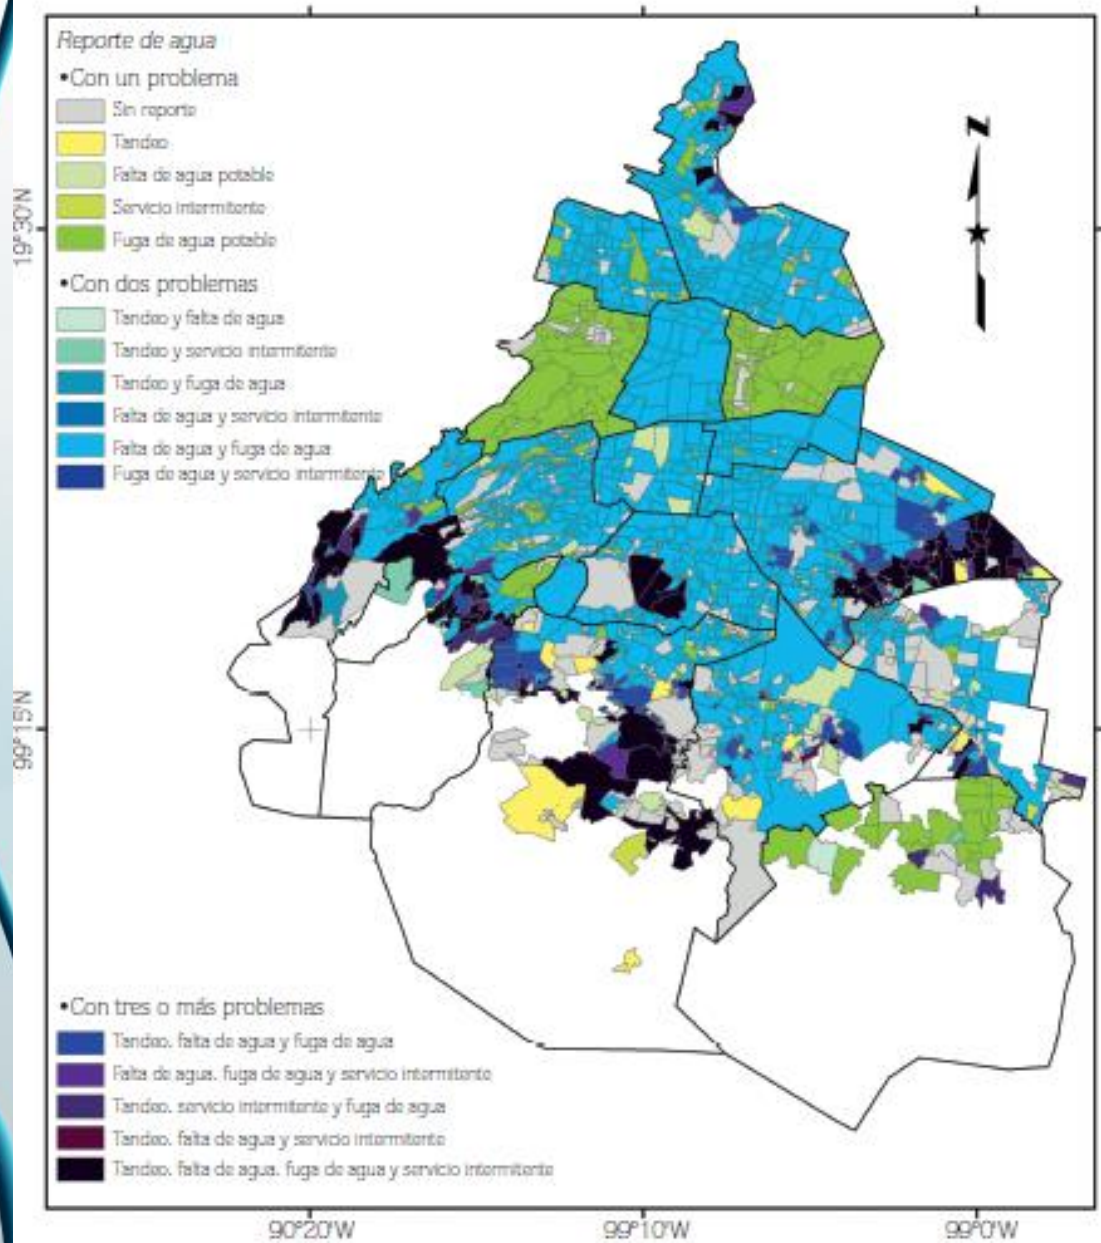 Reporte de agua
•Con un problema
Sin reporte
Tandeo
Falta de agua potable
Servicio intermitente
Fuga de agua potable
•Con dos problemas
Tandeo y falta de agua
Tandeo y servicio intermitente
Tandeo y fuga de agua
Falta de agua y servicio intermitente
Falta de agua y fuga de agua
Fuga de agua y servicio intermitente
N
19°30'N
99°15'N
•Con tres o más problemas
Tandeo, falta de agua y fuga de agua
Falta de agua, fuga de agua y servicio intermitente
Tandeo, servicio intermitente y fuga de agua
Tandeo, falta de agua y servicio intermitente
Tandeo, falta de agua, fuga de agua y servicio intermitente
90°20'W 99°10'W 99°0'W